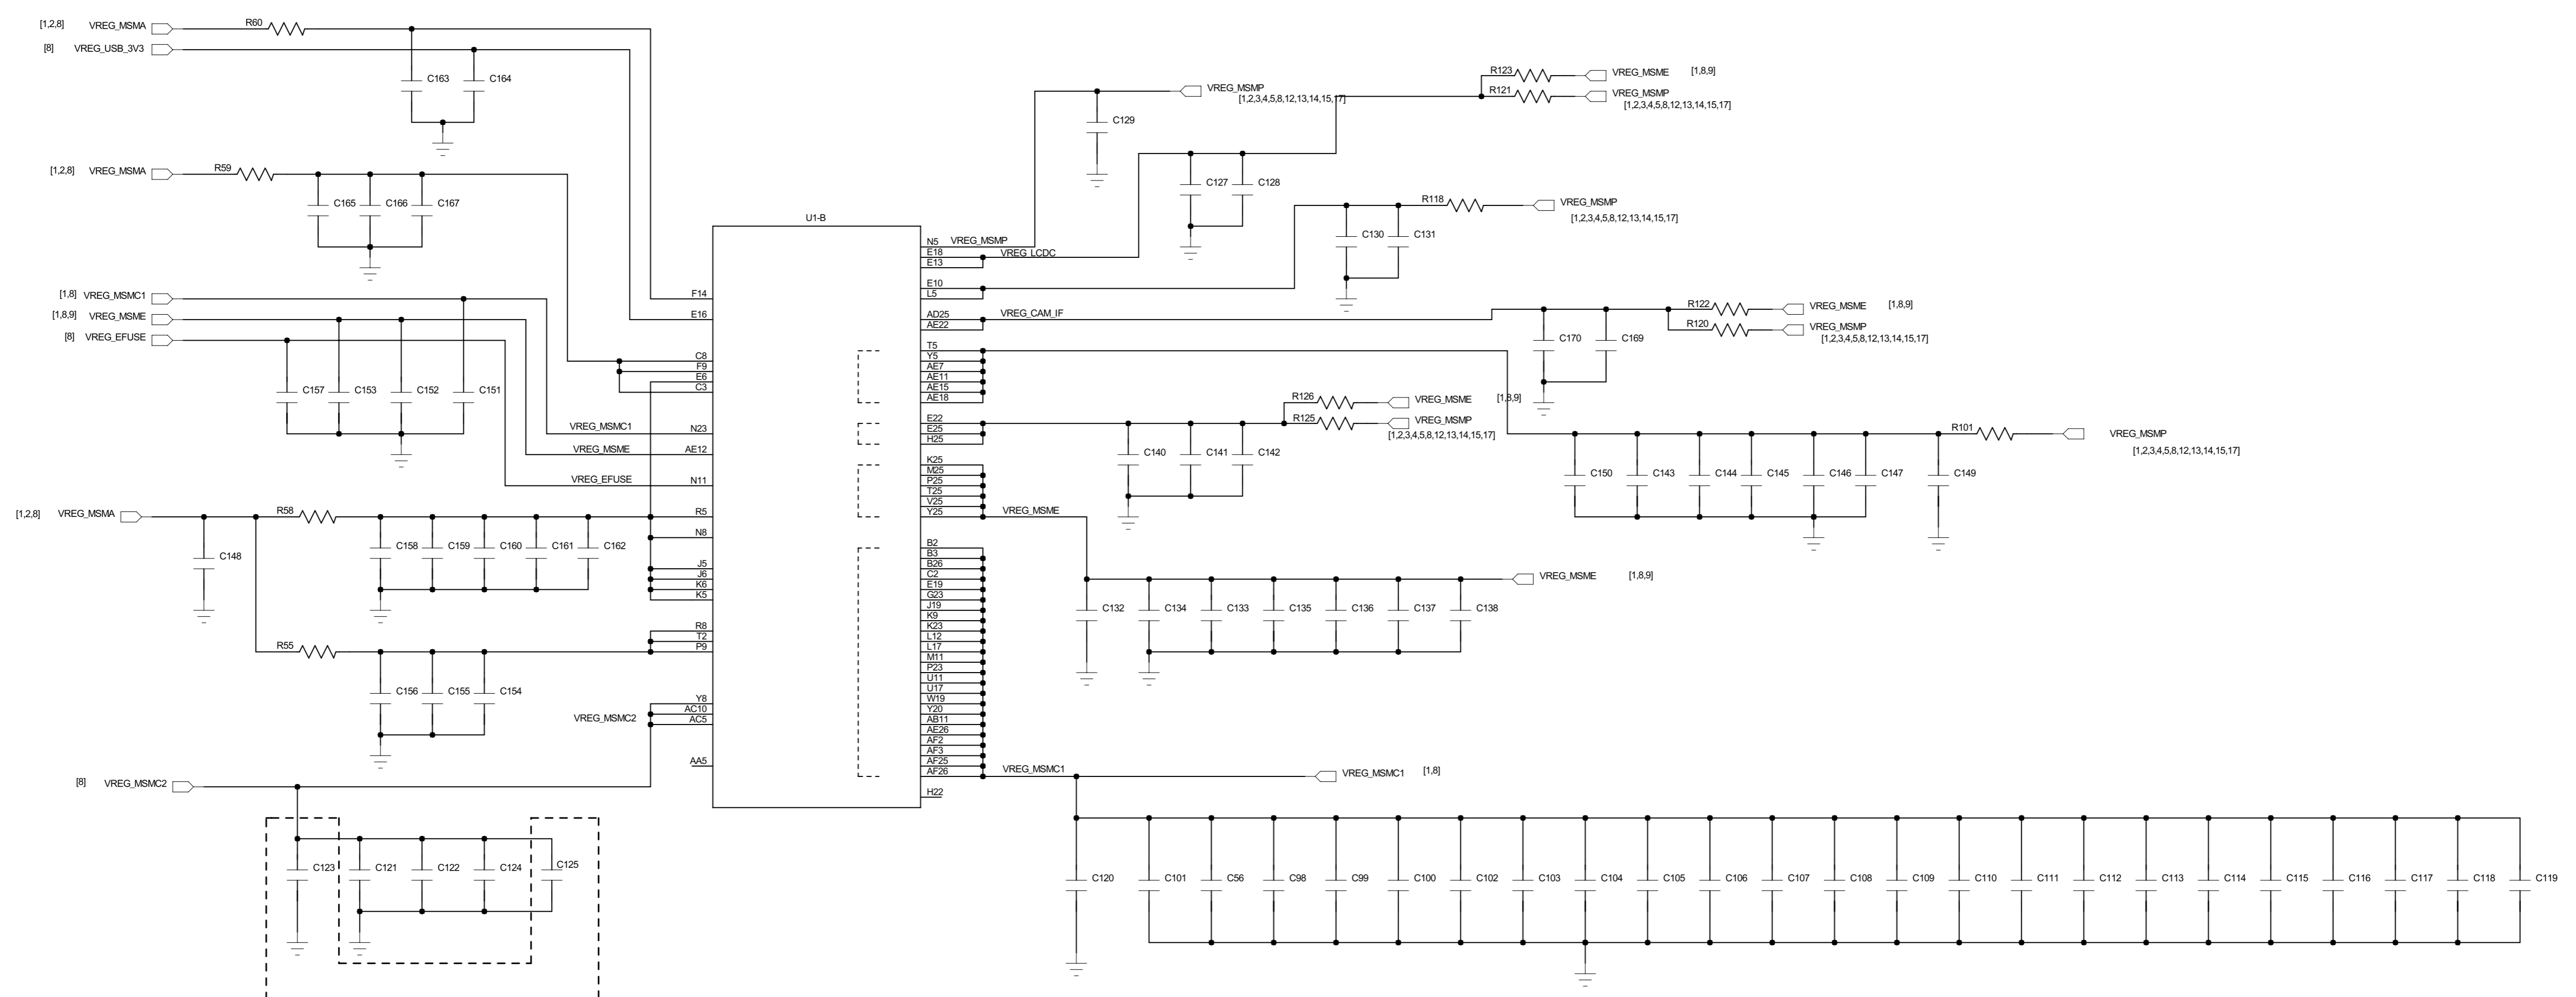 [1,2,8] VREG_MSMA
R60
[8] VREG_USB_3V3
C163
C164
[1,2,8] VREG_MSMA
R59
C165
C166
C167
[1,8] VREG_MSMC1
[1,8,9] VREG_MSME
[8] VREG_EFUSE
C157
C153
C152
C151
VREG_MSMC1
VREG_MSME
VREG_EFUSE
[1,2,8] VREG_MSMA
R58
C148
C158
C159
C160
C161
C162
R55
C156
C155
C154
VREG_MSMC2
[8] VREG_MSMC2
C123
C121
C122
C124
C125
U1-B
F14
E16
C8
F9
E6
C3
N23
AE12
N11
R5
N8
J5
J6
K6
K5
R8
T2
P9
Y8
AC10
AC5
AA5
N5
E18
E13
E10
L5
AD25
AE22
T5
Y5
AE7
AE11
AE15
AE18
E22
E25
H25
K25
M25
P25
T25
V25
Y25
B2
B3
B26
C2
E19
G23
J19
K9
K23
L12
L17
M11
P23
U11
U17
W19
Y20
AB11
AE26
AF2
AF3
AF25
AF26
H22
VREG_MSMP
VREG_LCDC
VREG_CAM_IF
VREG_MSME
VREG_MSMC1
C129
VREG_MSMP
[1,2,3,4,5,8,12,13,14,15,17]
R123
VREG_MSME [1,8,9]
R121
VREG_MSMP
[1,2,3,4,5,8,12,13,14,15,17]
C127
C128
R118
VREG_MSMP
[1,2,3,4,5,8,12,13,14,15,17]
C130
C131
R122
VREG_MSME [1,8,9]
R120
VREG_MSMP
[1,2,3,4,5,8,12,13,14,15,17]
C170
C169
R126
VREG_MSME [1,8,9]
R125
VREG_MSMP
[1,2,3,4,5,8,12,13,14,15,17]
C140
C141
C142
R101
VREG_MSMP
[1,2,3,4,5,8,12,13,14,15,17]
C150
C143
C144
C145
C146
C147
C149
VREG_MSME [1,8,9]
C132
C134
C133
C135
C136
C137
C138
VREG_MSMC1 [1,8]
C120
C101
C56
C98
C99
C100
C102
C103
C104
C105
C106
C107
C108
C109
C110
C111
C112
C113
C114
C115
C116
C117
C118
C119